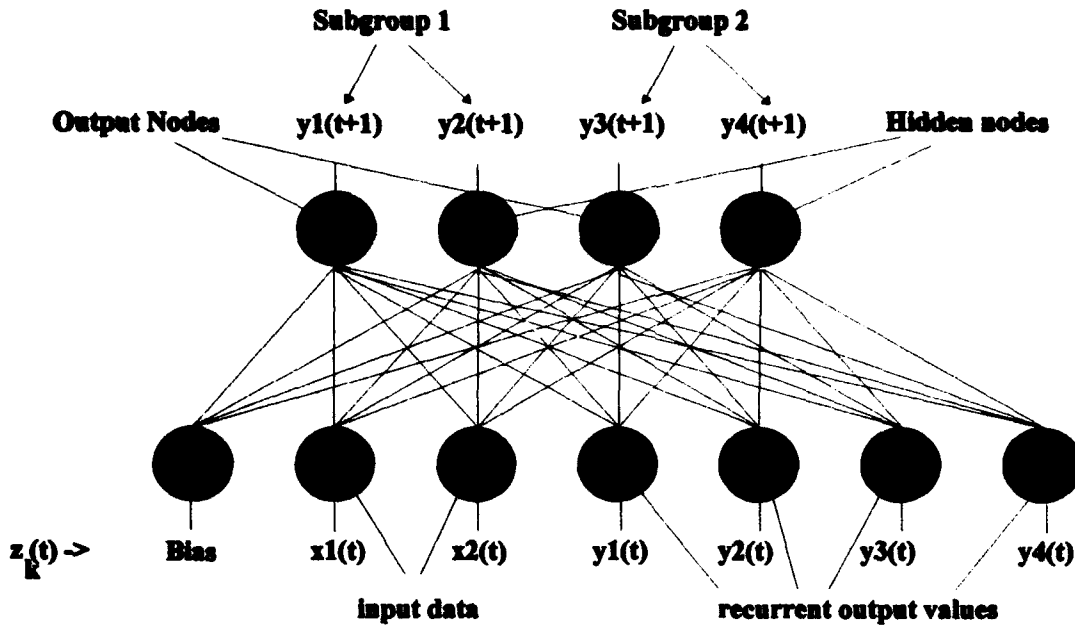 Subgroup 1 Subgroup 2
Output Nodes y1(t+1) y2(t+1) y3(t+1) y4(t+1) Hidden nodes
z_k(t) -> Bias x1(t) x2(t) y1(t) y2(t) y3(t) y4(t)
input data recurrent output values